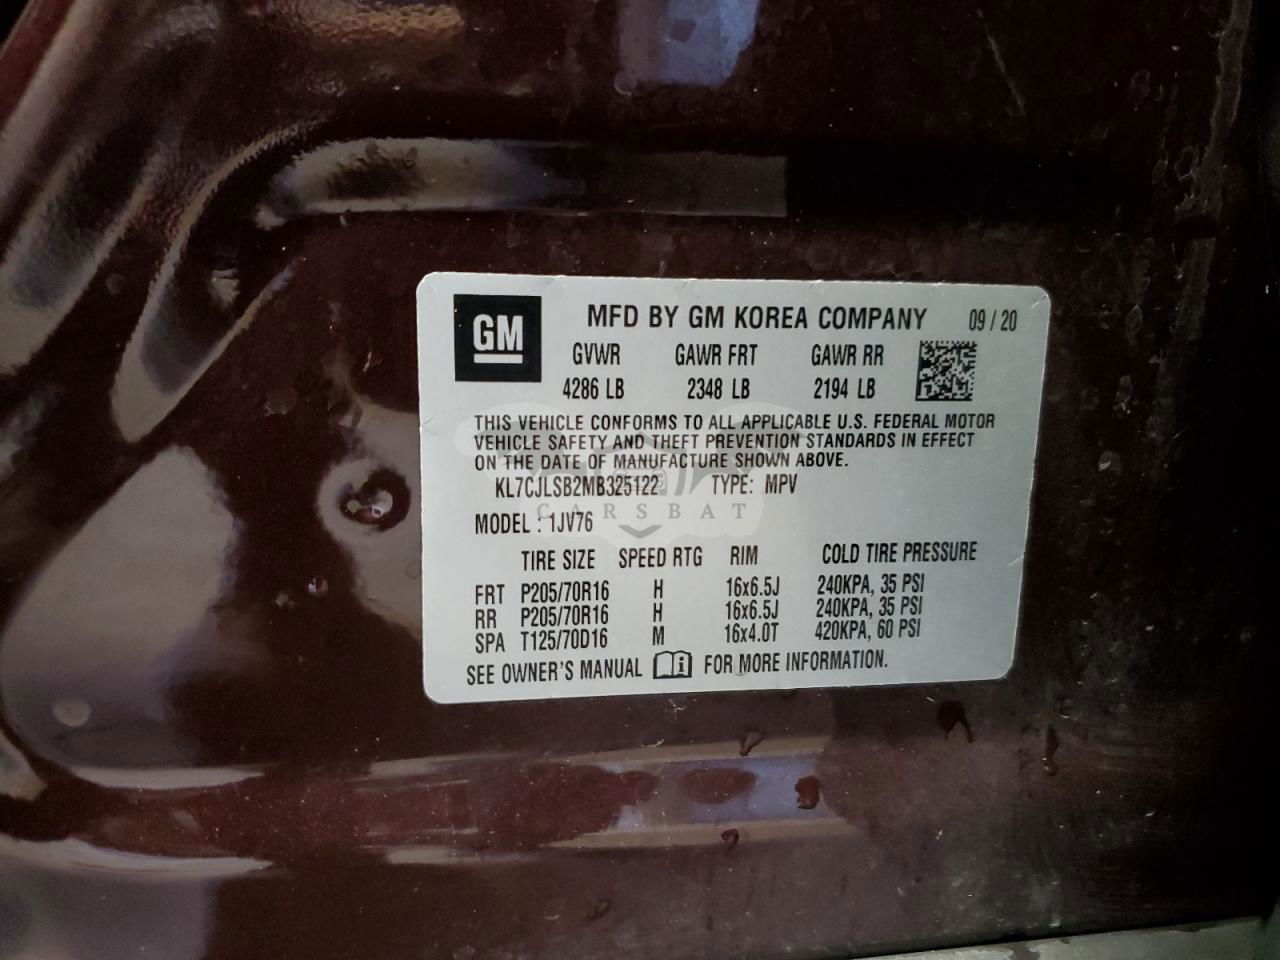 GM
MFD BY GM KOREA COMPANY 09 / 20
GVWR GAWR FRT GAWR RR
4286 LB 2348 LB 2194 LB
THIS VEHICLE CONFORMS TO ALL APPLICABLE U.S. FEDERAL MOTOR
VEHICLE SAFETY AND THEFT PREVENTION STANDARDS IN EFFECT
ON THE DATE OF MANUFACTURE SHOWN ABOVE.
KL7CJLSB2MB325122 TYPE: MPV
CARSBAT
MODEL : 1JV76
TIRE SIZE SPEED RTG RIM COLD TIRE PRESSURE
FRT P205/70R16 H 16x6.5J 240KPA, 35 PSI
RR P205/70R16 H 16x6.5J 240KPA, 35 PSI
SPA T125/70D16 M 16x4.0T 420KPA, 60 PSI
SEE OWNER'S MANUAL FOR MORE INFORMATION.